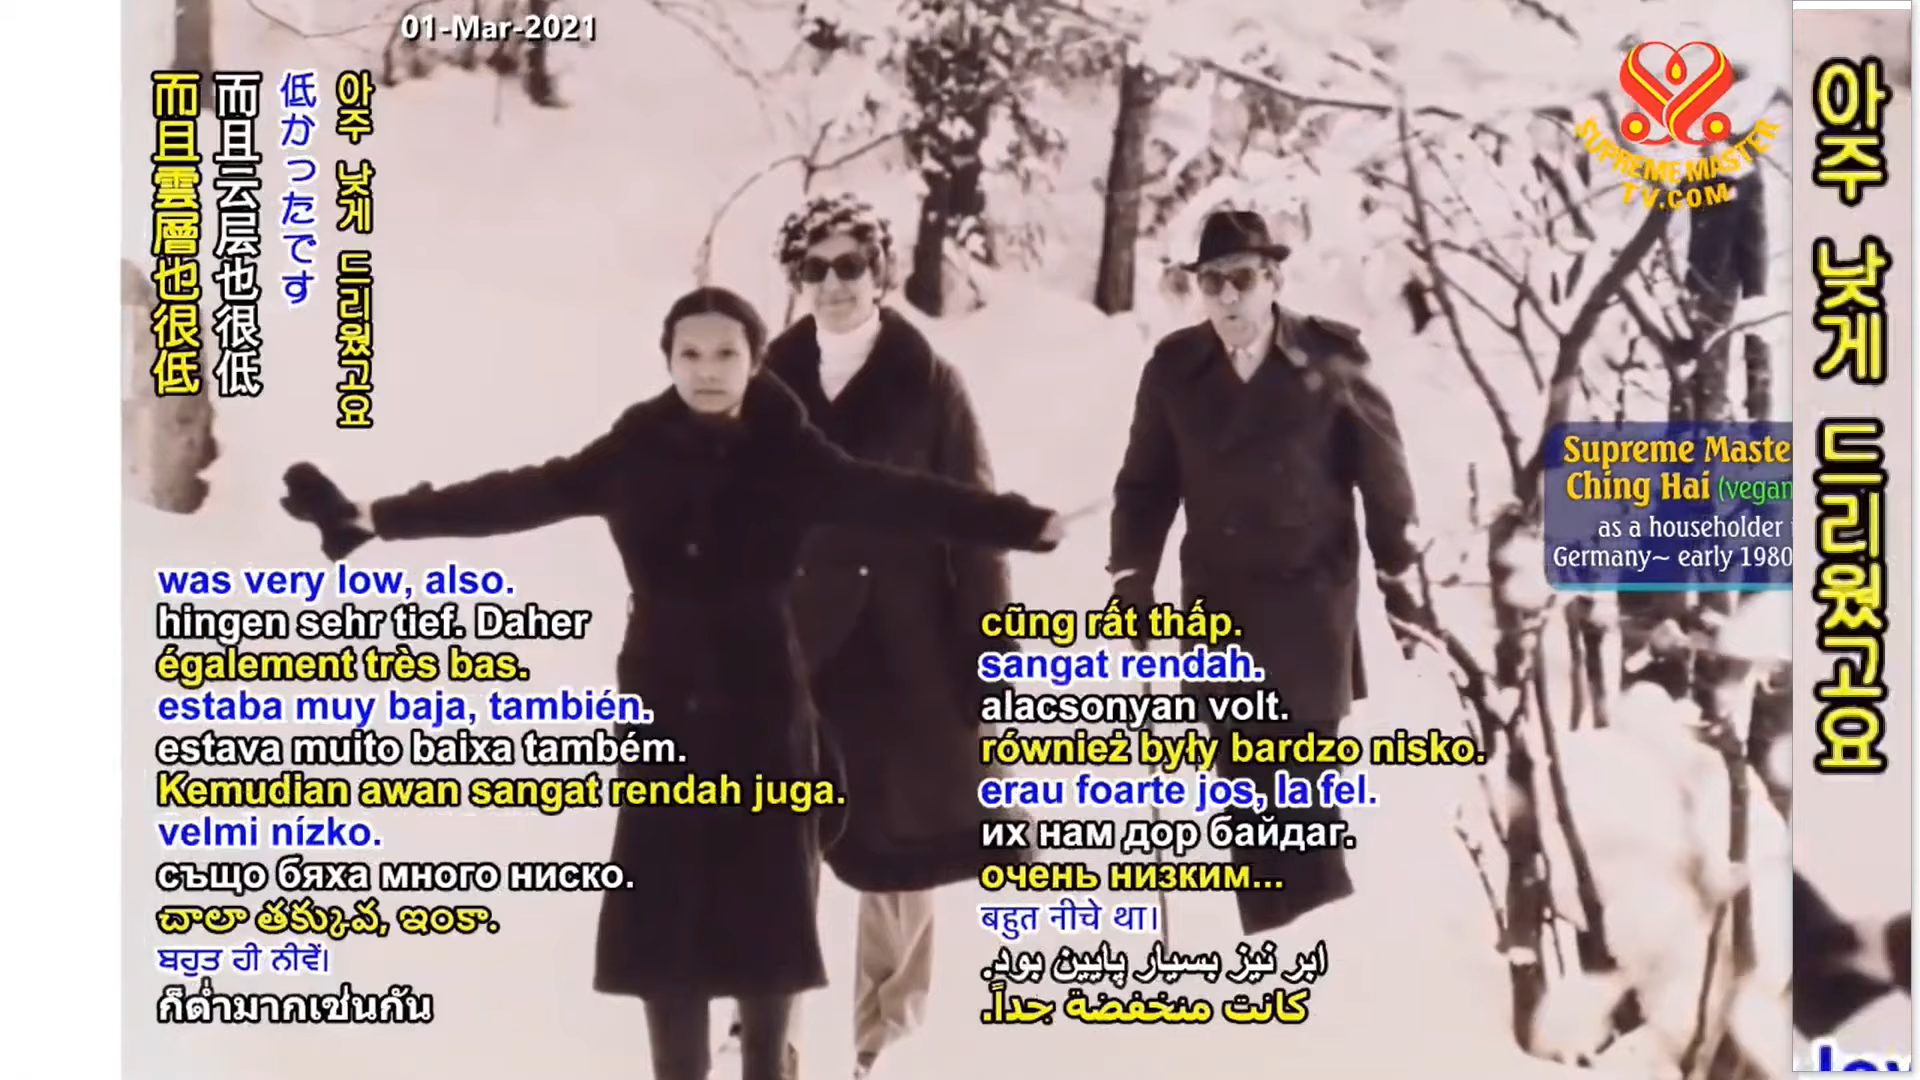 01-Mar-2021
아주 낮게 드리웠고요
低かったです
而且云层也很低
而且雲層也很低
SUPREME MASTER
TV.COM
Supreme Maste
Ching Hai (vegan
as a householder i
Germany~ early 1980
was very low, also.
hingen sehr tief. Daher
également très bas.
estaba muy baja, también.
estava muito baixa também.
Kemudian awan sangat rendah juga.
velmi nízko.
също бяха много ниско.
చాలా తక్కువ, ఇంకా.
ਬਹੁਤ ਹੀ ਨੀਵੇਂ।
ก็ต่ำมากเช่นกัน
cũng rất thấp.
sangat rendah.
alacsonyan volt.
również były bardzo nisko.
erau foarte jos, la fel.
их нам дор байдаг.
очень низким...
बहुत नीचे था।
ابر نیز بسیار پایین بود.
كانت منخفضة جداً.
아주 낮게 드리웠고요